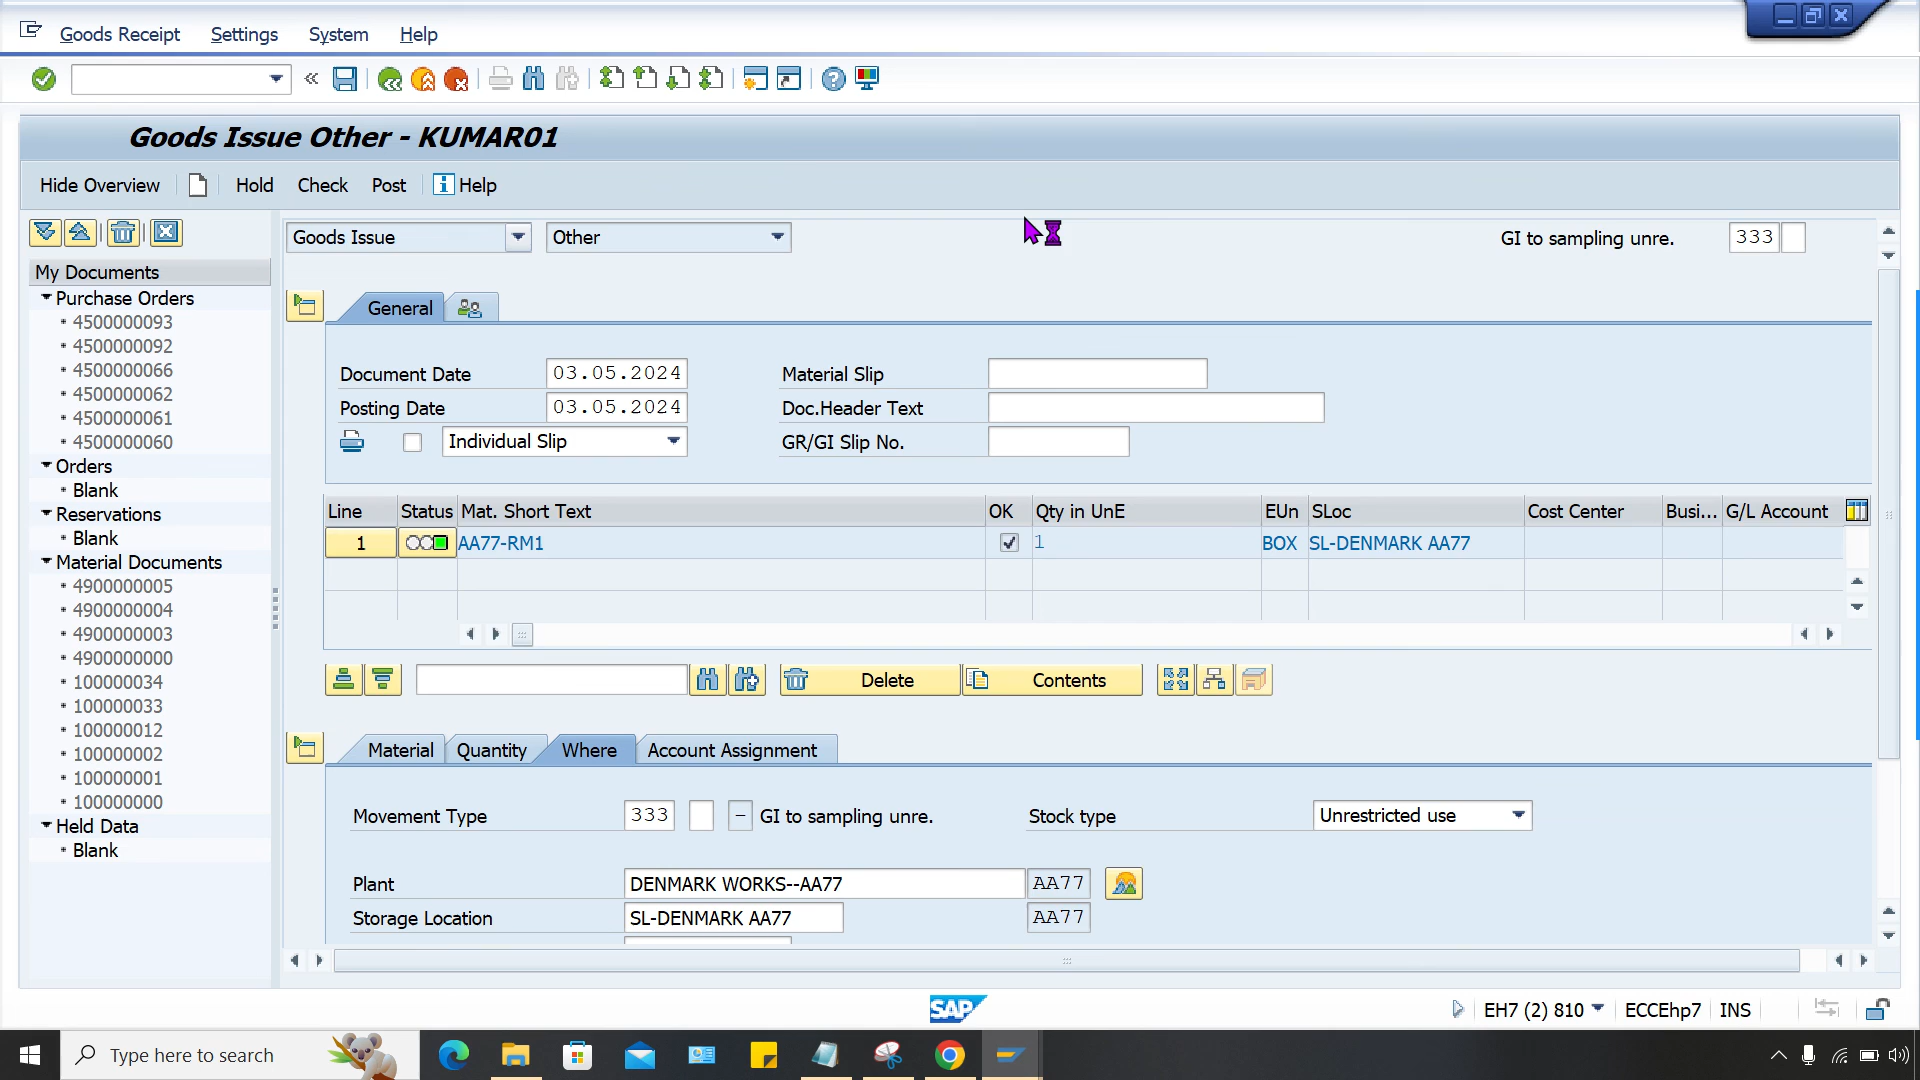 Goods Receipt Settings System Help
Goods Issue Other - KUMAR01
Hide Overview Hold Check Post Help
Goods Issue Other GI to sampling unre. 333
My Documents
Purchase Orders
4500000093
4500000092
4500000066
4500000062
4500000061
4500000060
Orders
Blank
Reservations
Blank
Material Documents
4900000005
4900000004
4900000003
4900000000
100000034
100000033
100000012
100000002
100000001
100000000
Held Data
Blank
General
Document Date 03.05.2024 Material Slip
Posting Date 03.05.2024 Doc.Header Text
Individual Slip GR/GI Slip No.
Line Status Mat. Short Text OK Qty in UnE EUn SLoc Cost Center Busi... G/L Account
1 AA77-RM1 1 BOX SL-DENMARK AA77
Delete Contents
Material Quantity Where Account Assignment
Movement Type 333 GI to sampling unre. Stock type Unrestricted use
Plant DENMARK WORKS--AA77 AA77
Storage Location SL-DENMARK AA77 AA77
SAP EH7 (2) 810 ECCEhp7 INS
Type here to search